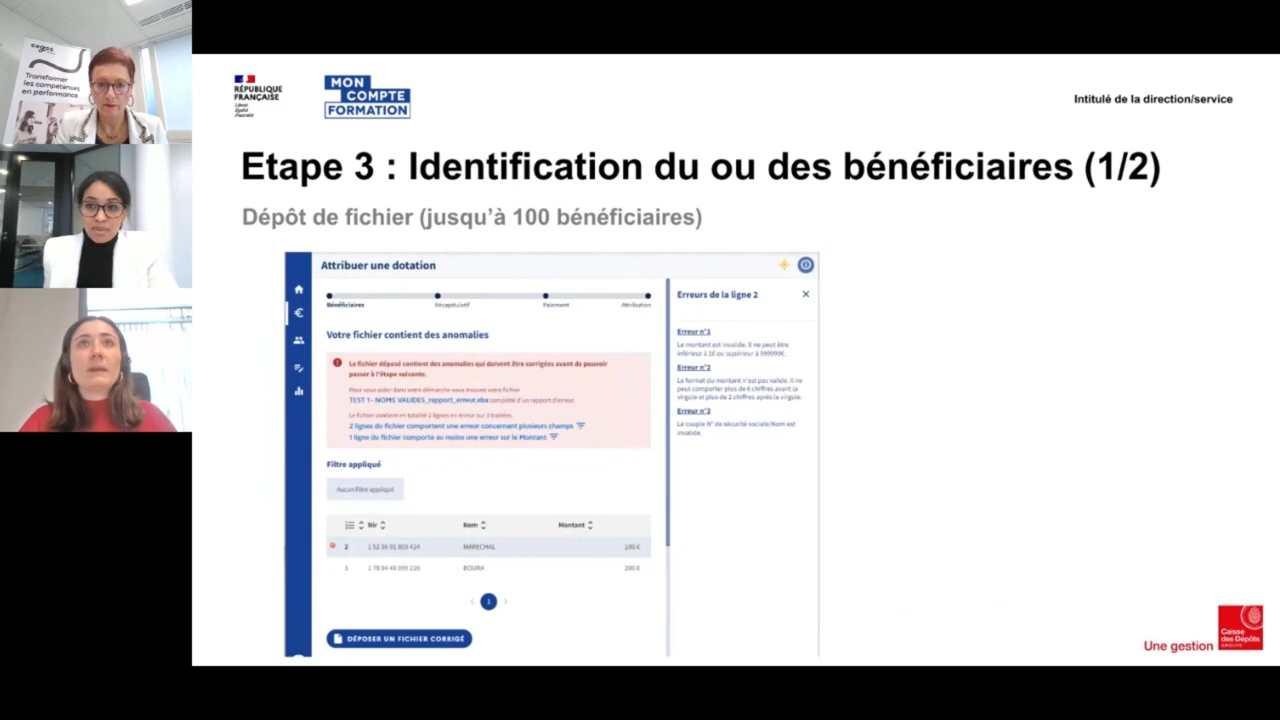 cegos
Transformer
les compétences
en performance
RÉPUBLIQUE
FRANÇAISE
Liberté
Égalité
Fraternité
MON
COMPTE
FORMATION
Intitulé de la direction/service
Etape 3 : Identification du ou des bénéficiaires (1/2)
Dépôt de fichier (jusqu'à 100 bénéficiaires)
Attribuer une dotation
Bénéficiaires
Récapitulatif
Paiement
Attribution
Votre fichier contient des anomalies
Le fichier déposé contient des anomalies qui doivent être corrigées avant de pouvoir
passer à l'étape suivante.
Pour vous aider dans votre démarche vous trouvez votre fichier
TEST 1 - NOMS VALIDES_rapport_erreur.xlsx complété d'un rapport d'erreur.
Le fichier contient en totalité 2 lignes en erreur sur 3 traitées.
2 lignes du fichier comportent une erreur concernant plusieurs champs
1 ligne du fichier comporte au moins une erreur sur le Montant
Filtre appliqué
Aucun filtre appliqué
Nir Nom Montant
2 MARECHAL 100 €
3 BOURA 200 €
1
DÉPOSER UN FICHIER CORRIGÉ
Erreurs de la ligne 2
Erreur n°1
Le montant est invalide. Il ne peut être
inférieur à 1€ ou supérieur à 999999€.
Erreur n°2
Le format du montant n'est pas valide. Il ne
peut comporter plus de 6 chiffres avant la
virgule et plus de 2 chiffres après la virgule.
Erreur n°3
Le couple N° de sécurité sociale/Nom est
invalide.
Une gestion
Caisse
des Dépôts
GROUPE